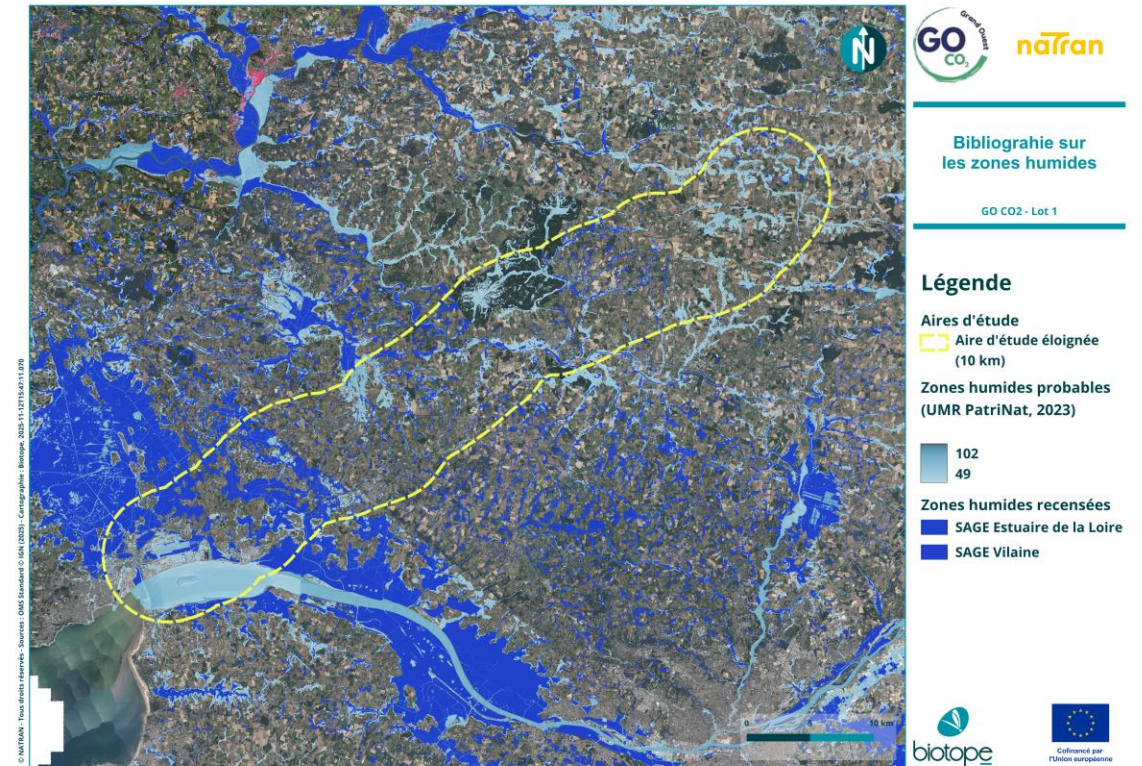 Grand Ouest
GO
CO₂
naTran
N
Bibliograhie sur
les zones humides
GO CO2 - Lot 1
Légende
Aires d'étude
Aire d'étude éloignée
(10 km)
Zones humides probables
(UMR PatriNat, 2023)
102
49
Zones humides recensées
SAGE Estuaire de la Loire
SAGE Vilaine
0
10 km
biotope
Cofinancé par
l'Union européenne
© NATRAN - Tous droits réservés - Sources : OMS Standard © IGN (2025) - Cartographie : Biotope, 2025-11-12T15:47:11.070